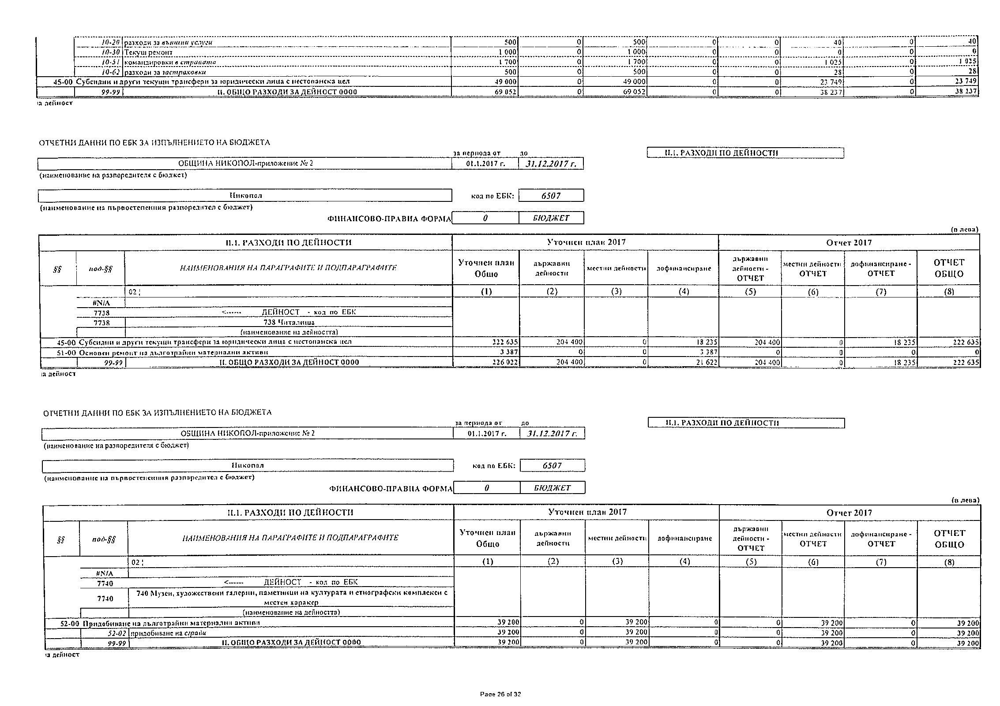 10-20 разходи за външни услуги 500 0 500 0 0 40 0 40
10-30 Текущ ремонт 1 000 0 1 000 0 0 0 0 0
10-51 командировки в страната 1 700 0 1 700 0 0 1 025 0 1 025
10-62 разходи за застраховки 500 0 500 0 0 28 0 28
45-00 Субсидии и други текущи трансфери за юридически лица с нестопанска цел 49 000 0 49 000 0 0 23 749 0 23 749
99-99 II. ОБЩО РАЗХОДИ ЗА ДЕЙНОСТ 0000 69 052 0 69 052 0 0 38 237 0 38 237
а дейност
ОТЧЕТНИ ДАННИ ПО ЕБК ЗА ИЗПЪЛНЕНИЕТО НА БЮДЖЕТА
за периода от до II.1. РАЗХОДИ ПО ДЕЙНОСТИ
ОБЩИНА НИКОПОЛ-приложение № 2 01.1.2017 г. 31.12.2017 г.
(наименование на разпоредителя с бюджет)
Никопол код по ЕБК: 6507
(наименование на първостепенния разпоредител с бюджет)
ФИНАНСОВО-ПРАВНА ФОРМА 0 БЮДЖЕТ
(в лева)
II.1. РАЗХОДИ ПО ДЕЙНОСТИ Уточнен план 2017 Отчет 2017
§§ под-§§ НАИМЕНОВАНИЯ НА ПАРАГРАФИТЕ И ПОДПАРАГРАФИТЕ Уточнен план Общо държавни дейности местни дейности дофинансиране държавни дейности - ОТЧЕТ местни дейности ОТЧЕТ дофинансиране - ОТЧЕТ ОТЧЕТ ОБЩО
02 ¦ (1) (2) (3) (4) (5) (6) (7) (8)
#N/A
7738 <------ ДЕЙНОСТ - код по ЕБК
7738 738 Читалища
(наименование на дейността)
45-00 Субсидии и други текущи трансфери за юридически лица с нестопанска цел 222 635 204 400 0 18 235 204 400 0 18 235 222 635
51-00 Основен ремонт на дълготрайни материални активи 3 387 0 0 3 387 0 0 0 0
99-99 II. ОБЩО РАЗХОДИ ЗА ДЕЙНОСТ 0000 226 022 204 400 0 21 622 204 400 0 18 235 222 635
а дейност
ОТЧЕТНИ ДАННИ ПО ЕБК ЗА ИЗПЪЛНЕНИЕТО НА БЮДЖЕТА
за периода от до II.1. РАЗХОДИ ПО ДЕЙНОСТИ
ОБЩИНА НИКОПОЛ-приложение № 2 01.1.2017 г. 31.12.2017 г.
(наименование на разпоредителя с бюджет)
Никопол код по ЕБК: 6507
(наименование на първостепенния разпоредител с бюджет)
ФИНАНСОВО-ПРАВНА ФОРМА 0 БЮДЖЕТ
(в лева)
II.1. РАЗХОДИ ПО ДЕЙНОСТИ Уточнен план 2017 Отчет 2017
§§ под-§§ НАИМЕНОВАНИЯ НА ПАРАГРАФИТЕ И ПОДПАРАГРАФИТЕ Уточнен план Общо държавни дейности местни дейности дофинансиране държавни дейности - ОТЧЕТ местни дейности ОТЧЕТ дофинансиране - ОТЧЕТ ОТЧЕТ ОБЩО
02 ¦ (1) (2) (3) (4) (5) (6) (7) (8)
#N/A
7740 <------ ДЕЙНОСТ - код по ЕБК
7740 740 Музеи, художествени галерии, паметници на културата и етнографски комплекси с
местен харакер
(наименование на дейността)
52-00 Придобиване на дълготрайни материални активи 39 200 0 39 200 0 0 39 200 0 39 200
52-02 придобиване на сгради 39 200 0 39 200 0 0 39 200 0 39 200
99-99 II. ОБЩО РАЗХОДИ ЗА ДЕЙНОСТ 0000 39 200 0 39 200 0 0 39 200 0 39 200
а дейност
Page 26 of 32